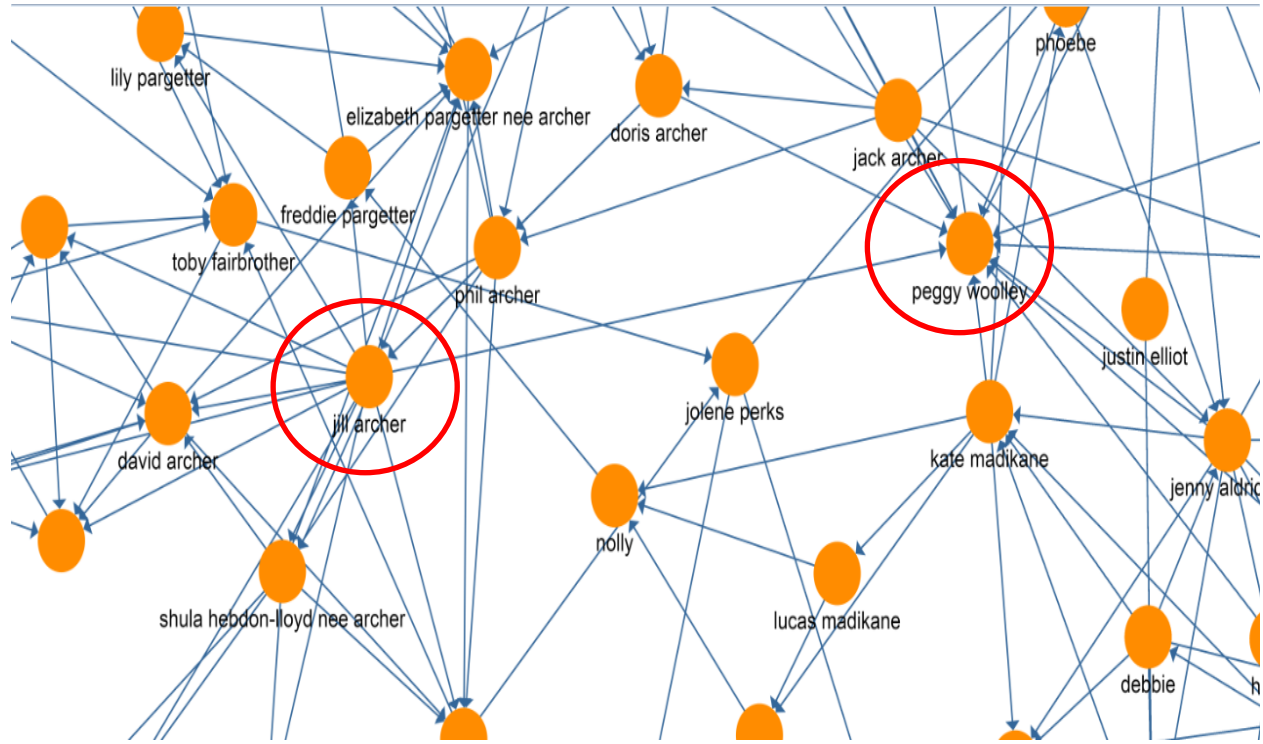 phoebe
lily pargetter
elizabeth pargetter nee archer
doris archer
jack archer
freddie pargetter
toby fairbrother
phil archer
peggy woolley
justin elliot
jolene perks
jill archer
david archer
kate madikane
jenny aldric
nolly
shula hebdon-lloyd nee archer
lucas madikane
debbie
h